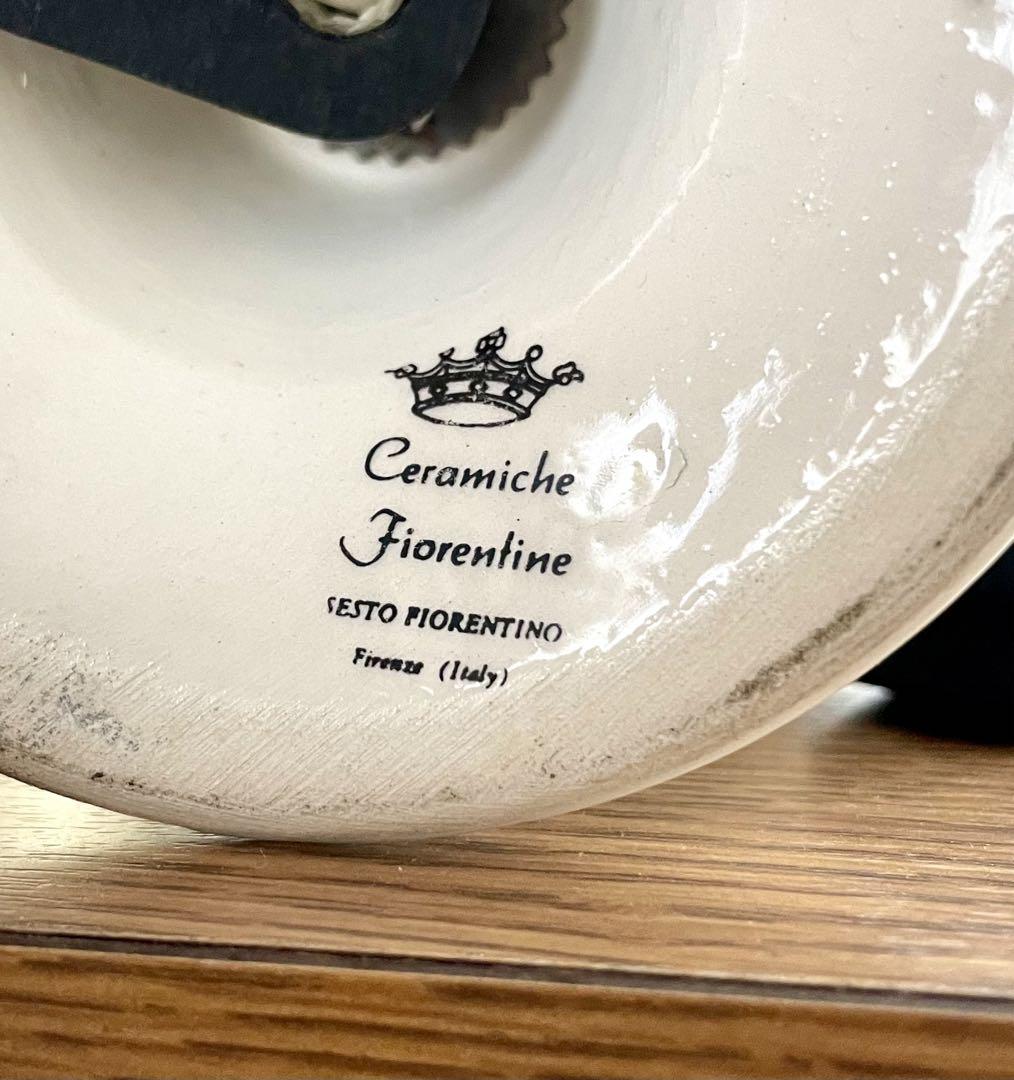 Ceramiche
Fiorentine
SESTO FIORENTINO
Firenze (Italy)